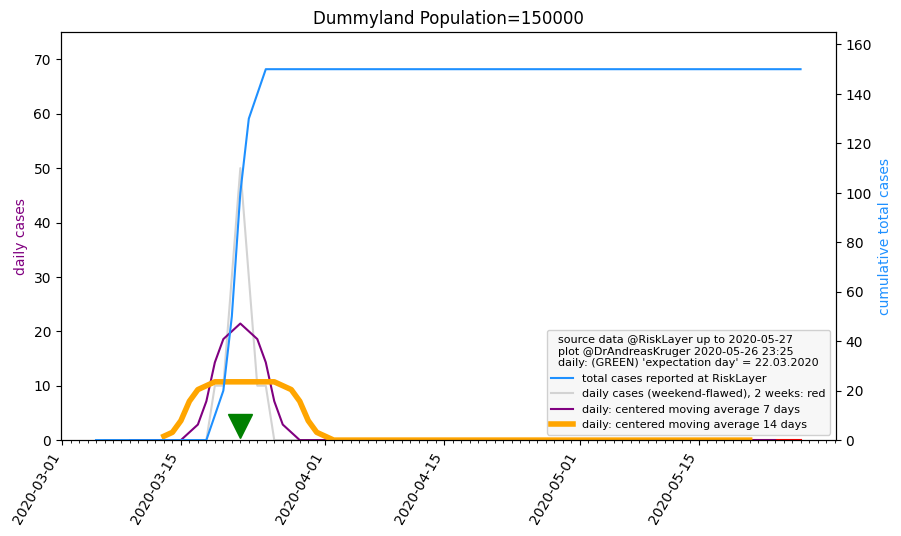 Dummyland Population=150000
70
60
50
40
30
20
10
0
daily cases
160
140
120
100
80
60
40
20
0
cumulative total cases
source data @RiskLayer up to 2020-05-27
plot @DrAndreasKruger 2020-05-26 23:25
daily: (GREEN) 'expectation day' = 22.03.2020
total cases reported at RiskLayer
daily cases (weekend-flawed), 2 weeks: red
daily: centered moving average 7 days
daily: centered moving average 14 days
2020-03-01
2020-03-15
2020-04-01
2020-04-15
2020-05-01
2020-05-15